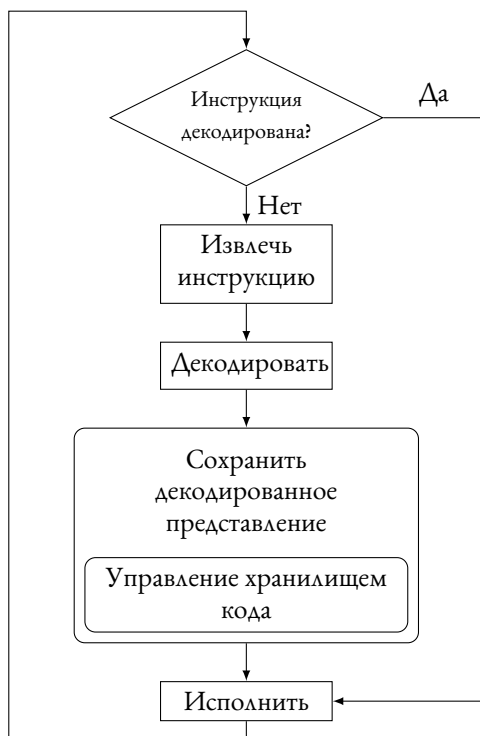 Инструкция
декодирована?
Да
Нет
Извлечь
инструкцию
Декодировать
Сохранить
декодированное
представление
Управление хранилищем
кода
Исполнить